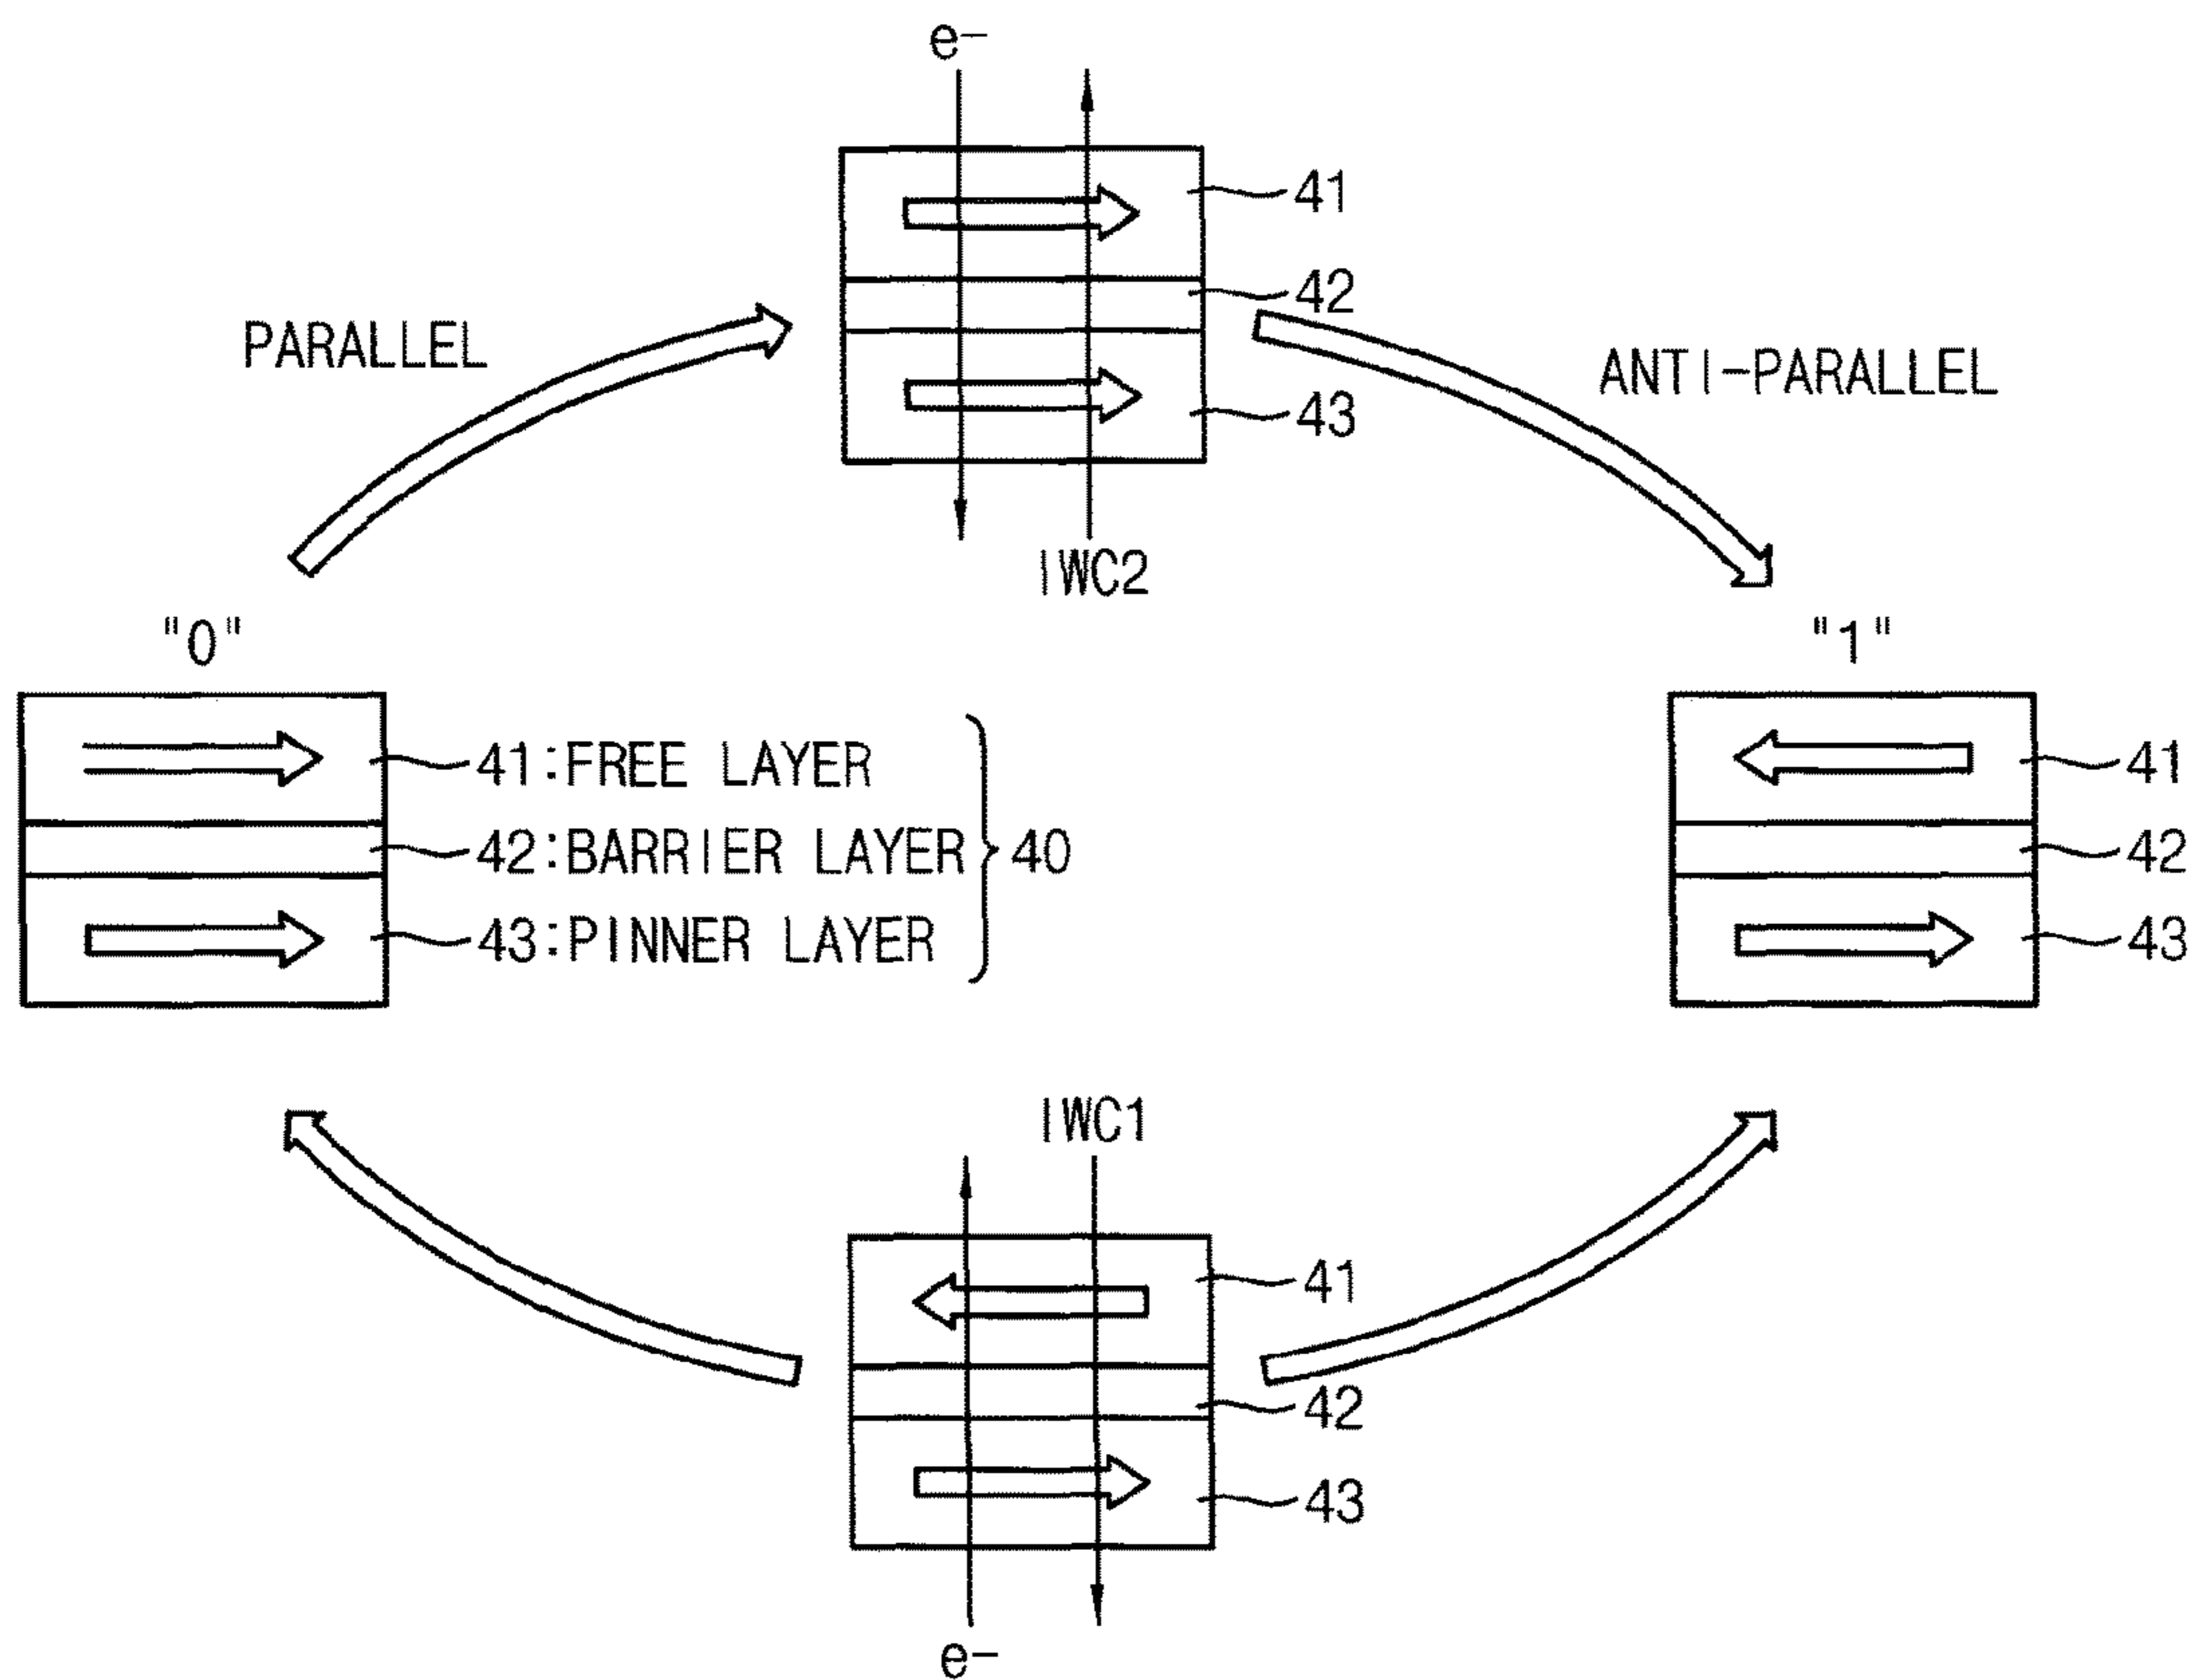 e-
41
42
PARALLEL
ANTI-PARALLEL
43
IWC2
"0"
"1"
41:FREE LAYER
41
42:BARRIER LAYER
40
42
43:PINNER LAYER
43
IWC1
41
42
43
e-